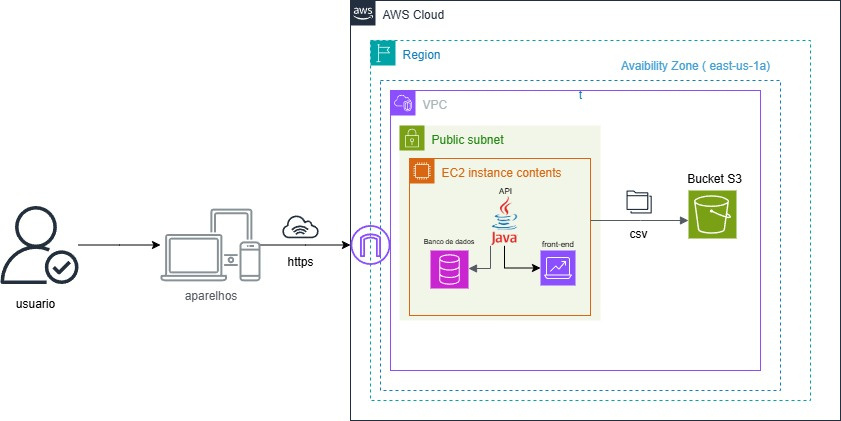 aws
AWS Cloud
Region
Avaibility Zone ( east-us-1a)
t
VPC
Public subnet
EC2 instance contents
API
Java
Banco de dados
front-end
csv
Bucket S3
https
usuario
aparelhos